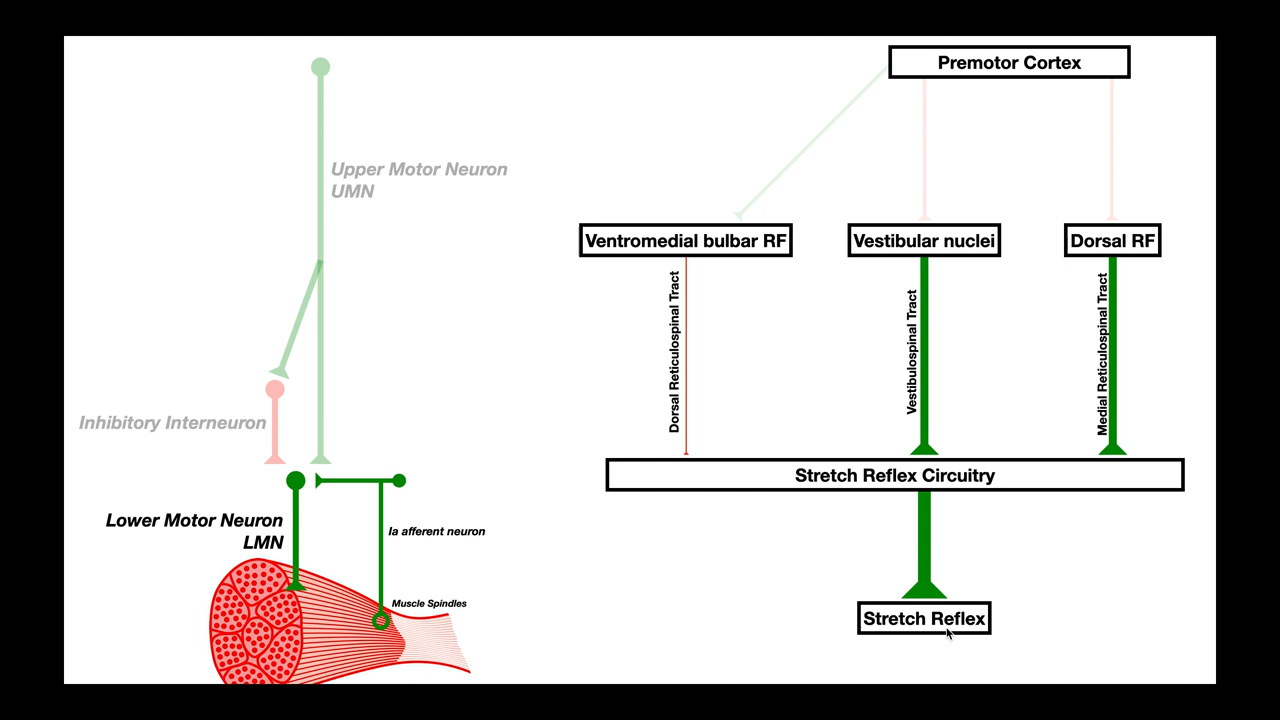 Premotor Cortex
Upper Motor Neuron
UMN
Ventromedial bulbar RF
Vestibular nuclei
Dorsal RF
Dorsal Reticulospinal Tract
Vestibulospinal Tract
Medial Reticulospinal Tract
Inhibitory Interneuron
Stretch Reflex Circuitry
Lower Motor Neuron
LMN
Ia afferent neuron
Muscle Spindles
Stretch Reflex